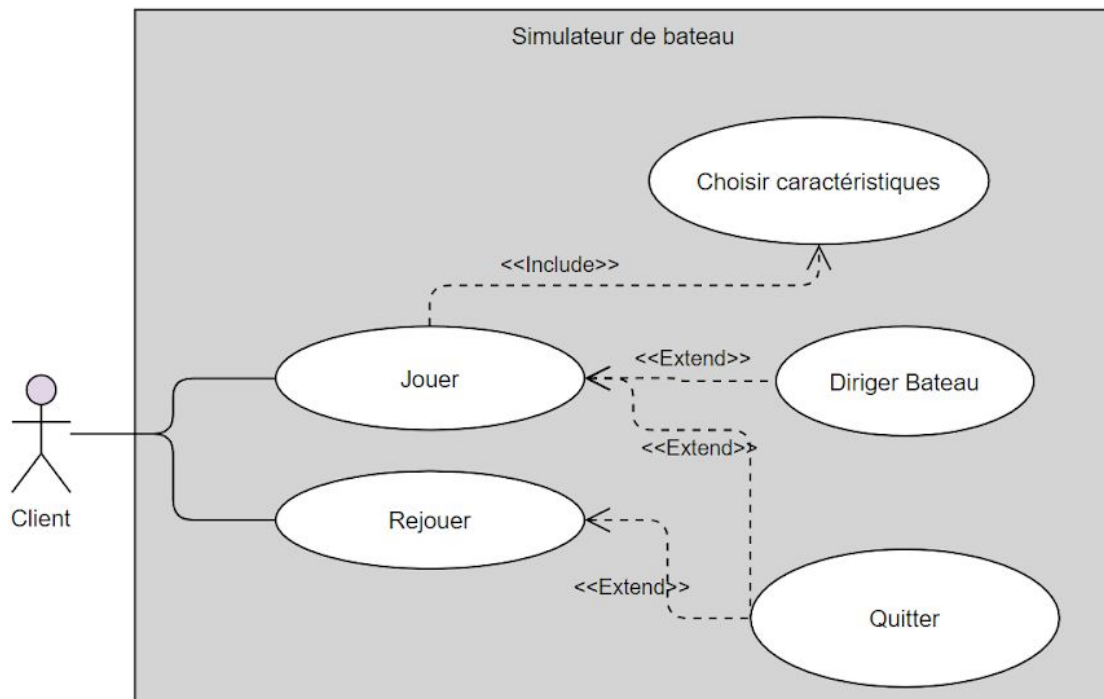 Simulateur de bateau
Choisir caractéristiques
<<Include>>
<<Extend>>
Jouer
Diriger Bateau
<<Extend>>
Client
Rejouer
<<Extend>>
Quitter